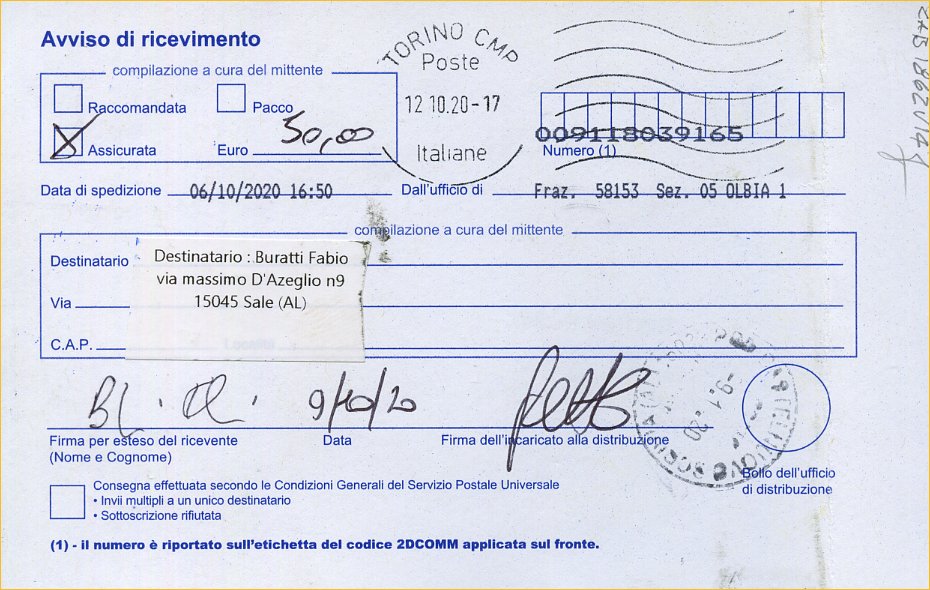 Avviso di ricevimento
compilazione a cura del mittente
Raccomandata Pacco
Assicurata Euro 50,00
TORINO CMP
Poste
12.10.20-17
Italiane
009118039165
Numero (1)
Data di spedizione 06/10/2020 16:50 Dall'ufficio di Fraz. 58153 Sez. 05 OLBIA 1
compilazione a cura del mittente
Destinatario
Destinatario : Buratti Fabio
via massimo D'Azeglio n9
15045 Sale (AL)
Via
C.A.P.
Località
9/10/20
Firma per esteso del ricevente
(Nome e Cognome)
Data
Firma dell'incaricato alla distribuzione
Bollo dell'ufficio
di distribuzione
Consegna effettuata secondo le Condizioni Generali del Servizio Postale Universale
• Invii multipli a un unico destinatario
• Sottoscrizione rifiutata
(1) - il numero è riportato sull'etichetta del codice 2DCOMM applicata sul fronte.